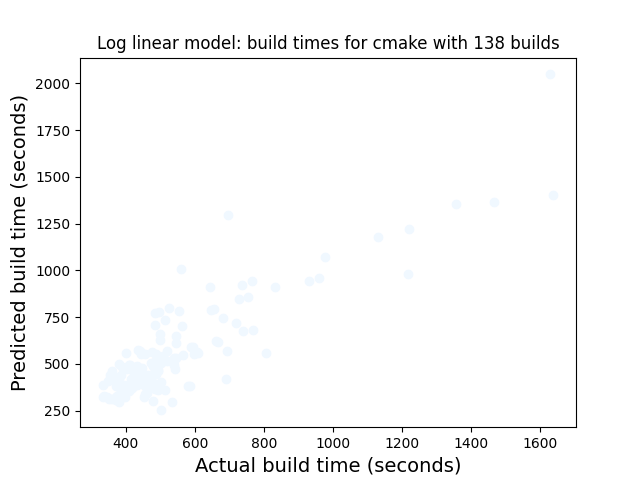 Log linear model: build times for cmake with 138 builds
Predicted build time (seconds)
2000
1750
1500
1250
1000
750
500
250
400 600 800 1000 1200 1400 1600
Actual build time (seconds)